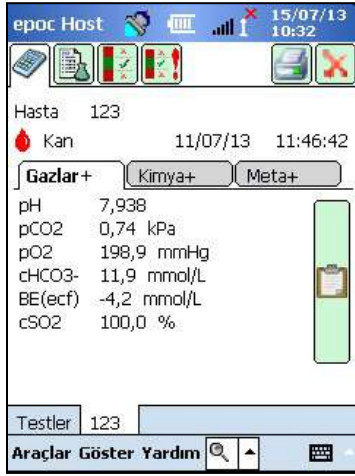 epoc Host 15/07/13
10:32
Hasta 123
Kan 11/07/13 11:46:42
Gazlar+ Kimya+ Meta+
pH 7,938
pCO2 0,74 kPa
pO2 198,9 mmHg
cHCO3- 11,9 mmol/L
BE(ecf) -4,2 mmol/L
cSO2 100,0 %
Testler 123
Araçlar Göster Yardım